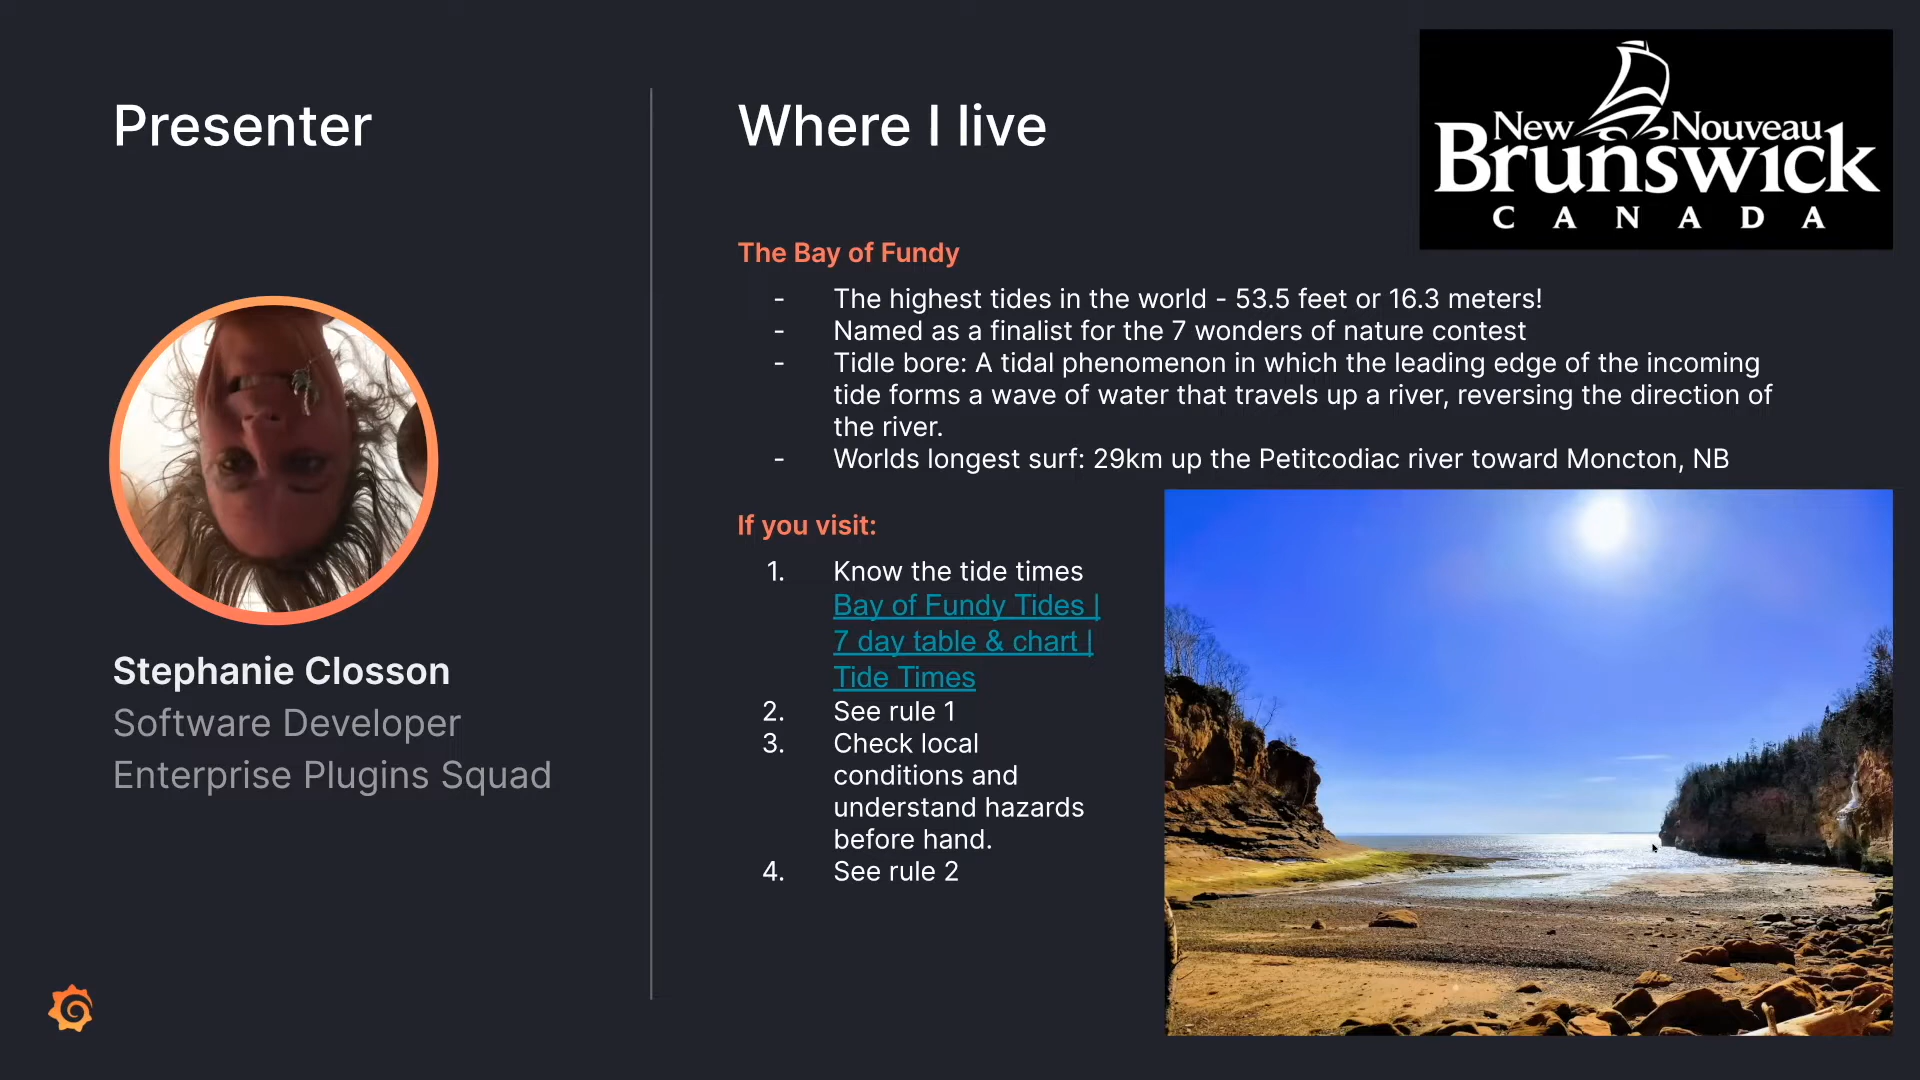 Presenter
Stephanie Closson
Software Developer
Enterprise Plugins Squad
Where I live
New Nouveau
Brunswick
CANADA
The Bay of Fundy
- The highest tides in the world - 53.5 feet or 16.3 meters!
- Named as a finalist for the 7 wonders of nature contest
- Tidle bore: A tidal phenomenon in which the leading edge of the incoming
tide forms a wave of water that travels up a river, reversing the direction of
the river.
- Worlds longest surf: 29km up the Petitcodiac river toward Moncton, NB
If you visit:
1. Know the tide times
Bay of Fundy Tides |
7 day table & chart |
Tide Times
2. See rule 1
3. Check local
conditions and
understand hazards
before hand.
4. See rule 2